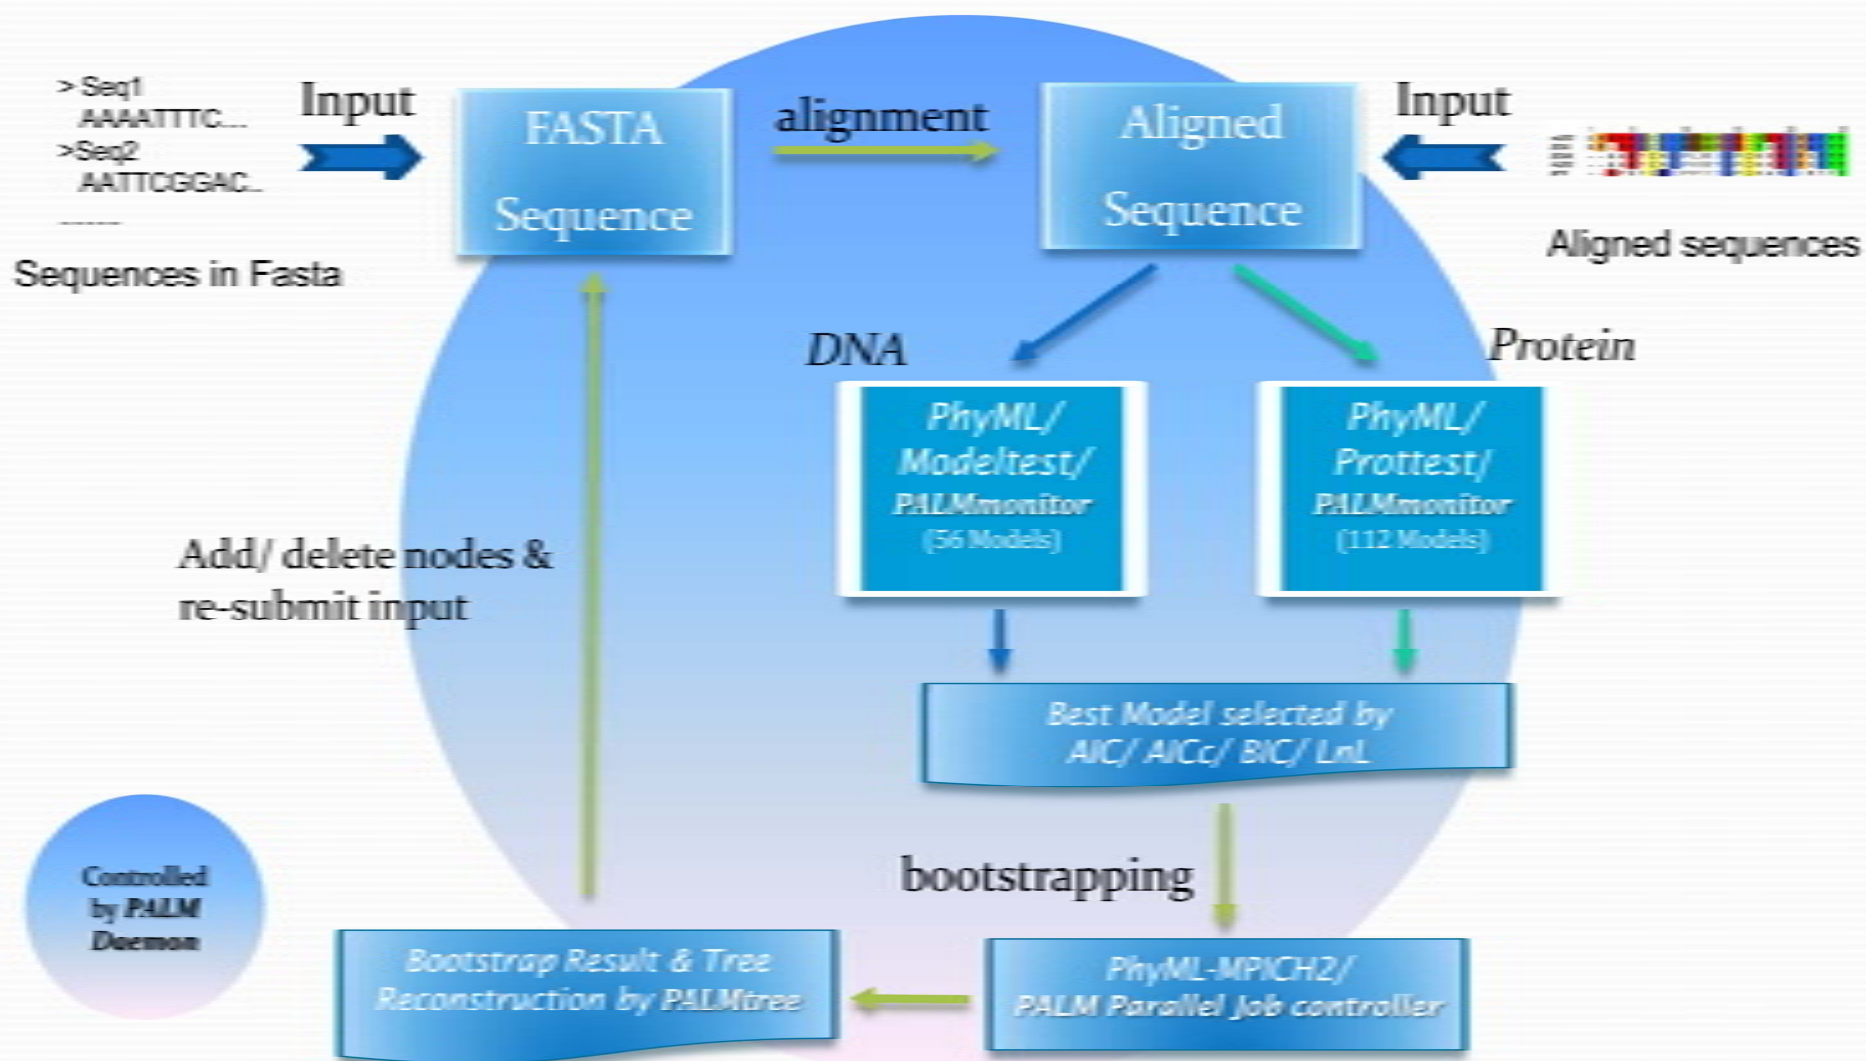 > Seq1
AAAATTTC...
>Seq2
AATTCGGAC..
......
Sequences in Fasta
Input
FASTA
Sequence
alignment
Aligned
Sequence
Input
Aligned sequences
DNA
Protein
PhyML/
Modeltest/
PALMmonitor
(56 Models)
PhyML/
Prottest/
PALMmonitor
(112 Models)
Add/ delete nodes &
re-submit input
Best Model selected by
AIC/ AICc/ BIC/ LnL
bootstrapping
Controlled
by PALM
Daemon
Bootstrap Result & Tree
Reconstruction by PALMtree
PhyML-MPICH2/
PALM Parallel Job controller